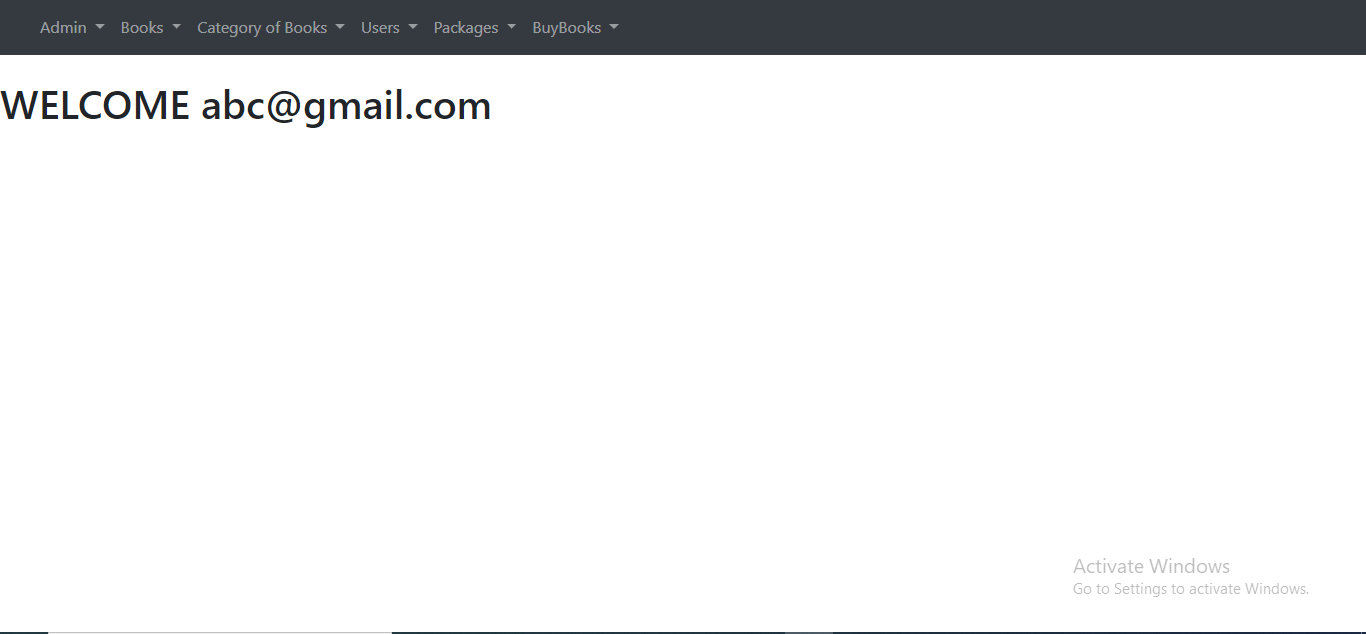 Admin Books Category of Books Users Packages BuyBooks
WELCOME abc@gmail.com
Activate Windows
Go to Settings to activate Windows.